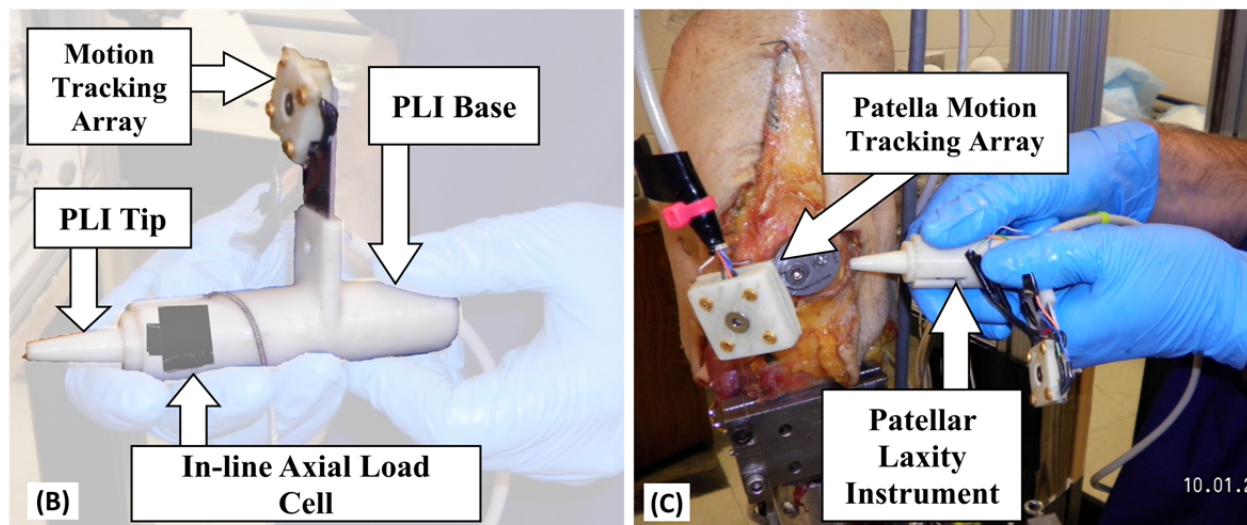 Motion
Tracking
Array
PLI Base
PLI Tip
In-line Axial Load
Cell
(B)
Patella Motion
Tracking Array
Patellar
Laxity
Instrument
10.01.2
(C)